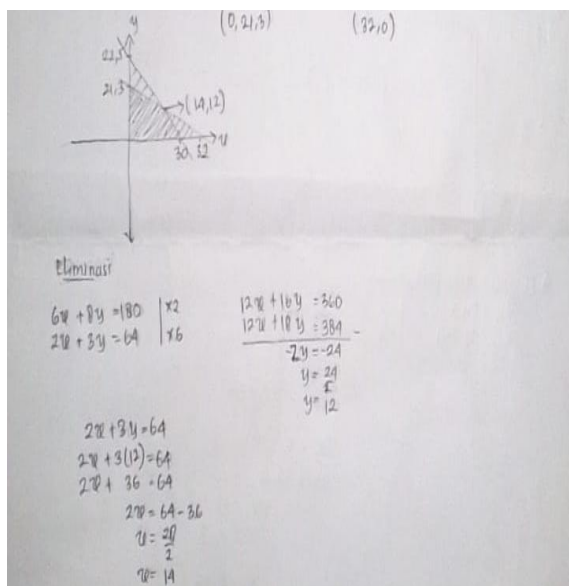 y
(0,21,3) (32,0)
22,5
21,3
(14,12)
30 32 x
Eliminasi
6x + 8y = 180 | x2
2x + 3y = 64 | x6
12x + 16y = 360
12x + 18y = 384 -
-2y = -24
y = 24
2
y = 12
2x + 3y = 64
2x + 3(12) = 64
2x + 36 = 64
2x = 64 - 36
x = 28
2
x = 14